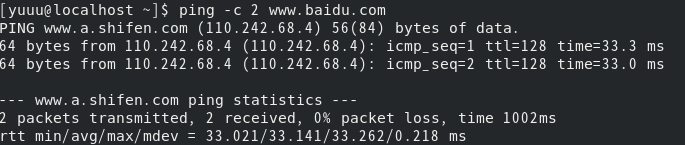 [yuuu@localhost ~]$ ping -c 2 www.baidu.com
PING www.a.shifen.com (110.242.68.4) 56(84) bytes of data.
64 bytes from 110.242.68.4 (110.242.68.4): icmp_seq=1 ttl=128 time=33.3 ms
64 bytes from 110.242.68.4 (110.242.68.4): icmp_seq=2 ttl=128 time=33.0 ms

--- www.a.shifen.com ping statistics ---
2 packets transmitted, 2 received, 0% packet loss, time 1002ms
rtt min/avg/max/mdev = 33.021/33.141/33.262/0.218 ms